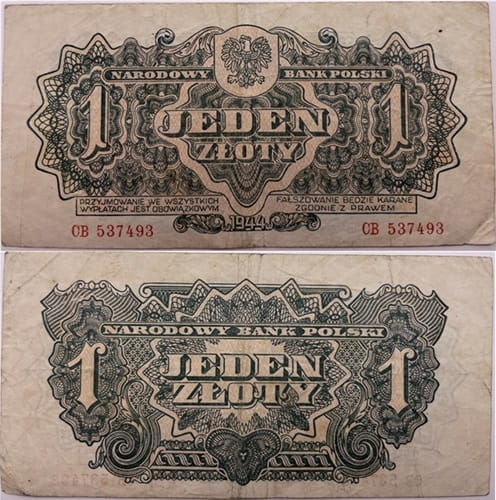 NARODOWY BANK POLSKI
1 JEDEN 1
ZŁOTY
PRZYJMOWANIE WE WSZYSTKICH
WYPŁATACH JEST OBOWIĄZKOWYM
FAŁSZOWANIE BĘDZIE KARANE
ZGODNIE Z PRAWEM
1944
CB 537493 CB 537493
NARODOWY BANK POLSKI
1 JEDEN 1
ZŁOTY